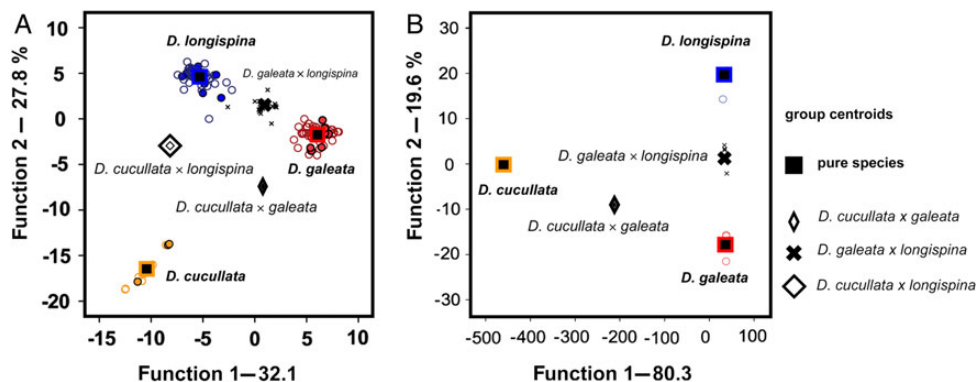 A
10
5
0
-5
-10
-15
-20
-15
-10
-5
0
5
10
Function 2—27.8 %
Function 1—32.1
D. longispina
D. galeata × longispina
D. galeata
D. cucullata × longispina
D. cucullata × galeata
D. cucullata
B
30
20
10
0
-10
-20
-30
-500
-400
-300
-200
-100
0
100
Function 2—19.6 %
Function 1—80.3
D. longispina
D. galeata × longispina
D. cucullata
D. cucullata × galeata
D. galeata
group centroids
pure species
D. cucullata x galeata
D. galeata x longispina
D. cucullata x longispina